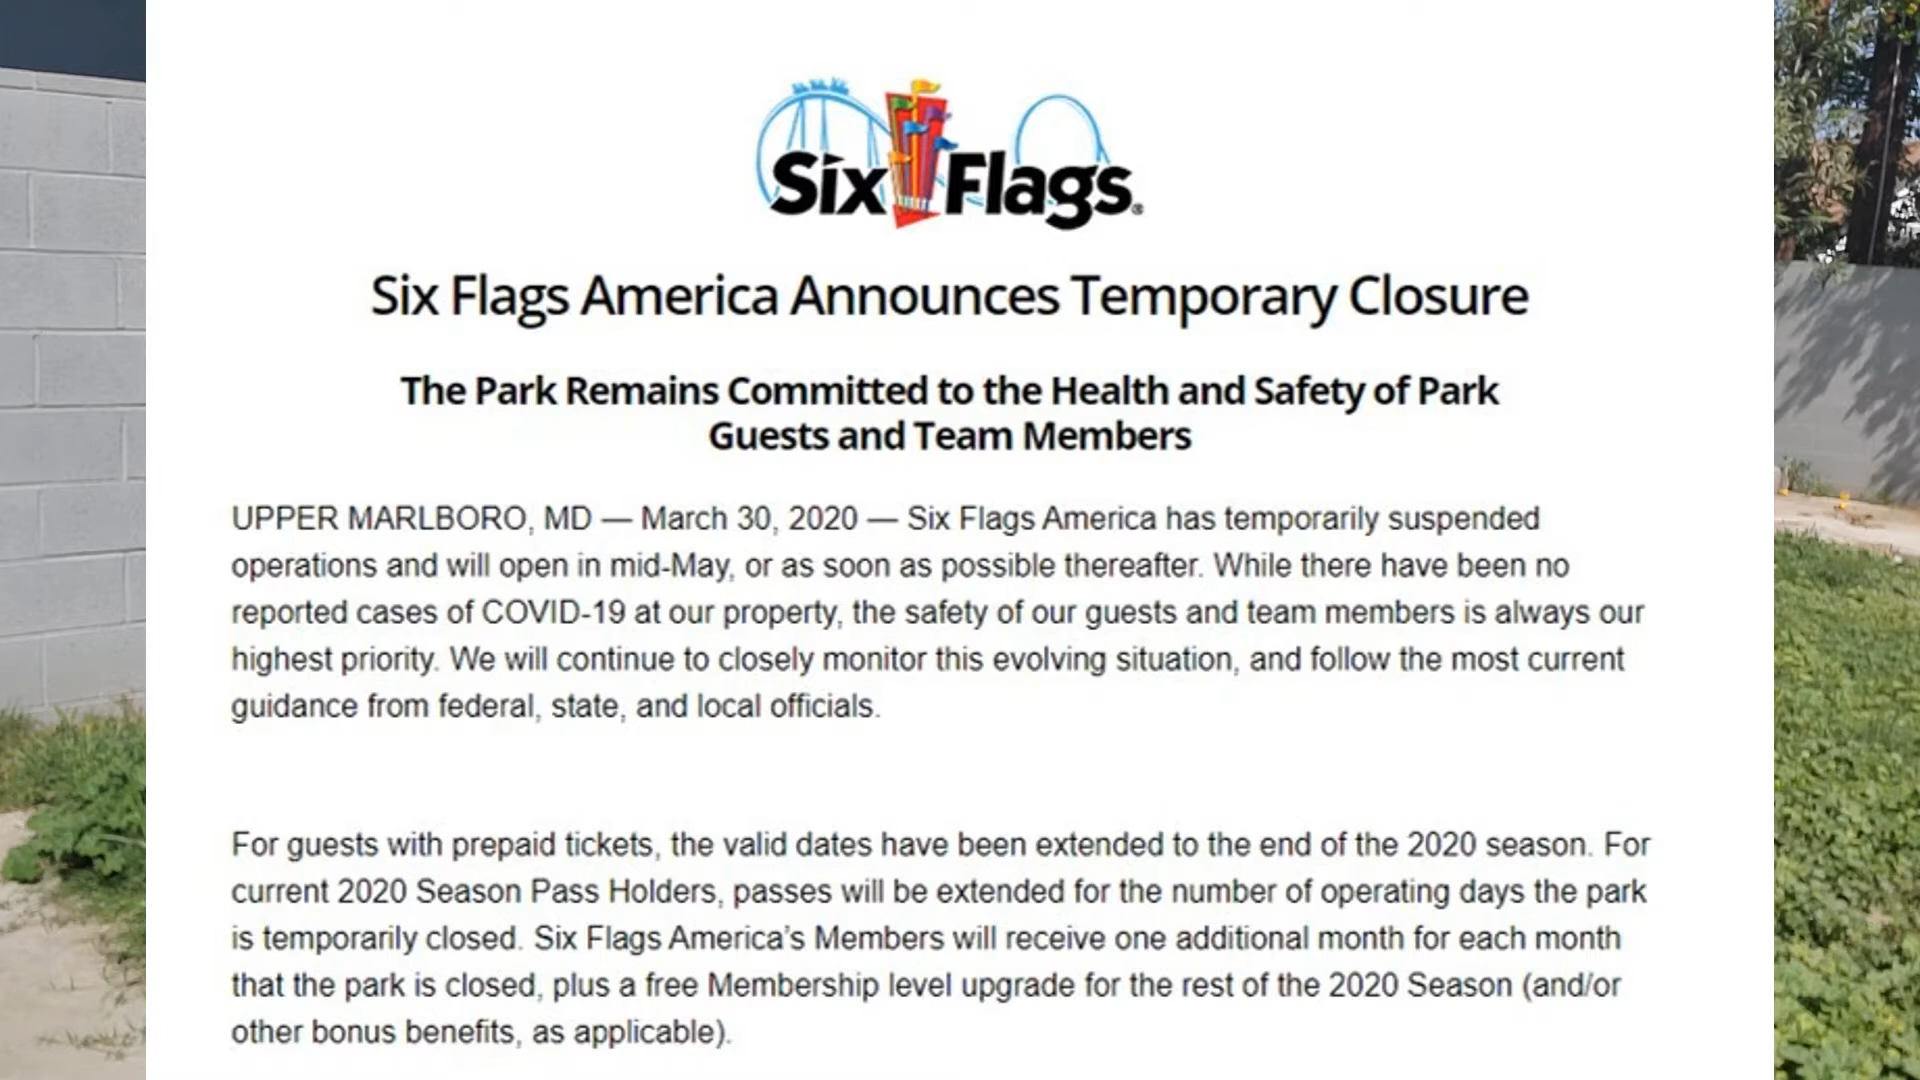 Six Flags®
Six Flags America Announces Temporary Closure
The Park Remains Committed to the Health and Safety of Park
Guests and Team Members
UPPER MARLBORO, MD — March 30, 2020 — Six Flags America has temporarily suspended
operations and will open in mid-May, or as soon as possible thereafter. While there have been no
reported cases of COVID-19 at our property, the safety of our guests and team members is always our
highest priority. We will continue to closely monitor this evolving situation, and follow the most current
guidance from federal, state, and local officials.
For guests with prepaid tickets, the valid dates have been extended to the end of the 2020 season. For
current 2020 Season Pass Holders, passes will be extended for the number of operating days the park
is temporarily closed. Six Flags America’s Members will receive one additional month for each month
that the park is closed, plus a free Membership level upgrade for the rest of the 2020 Season (and/or
other bonus benefits, as applicable).